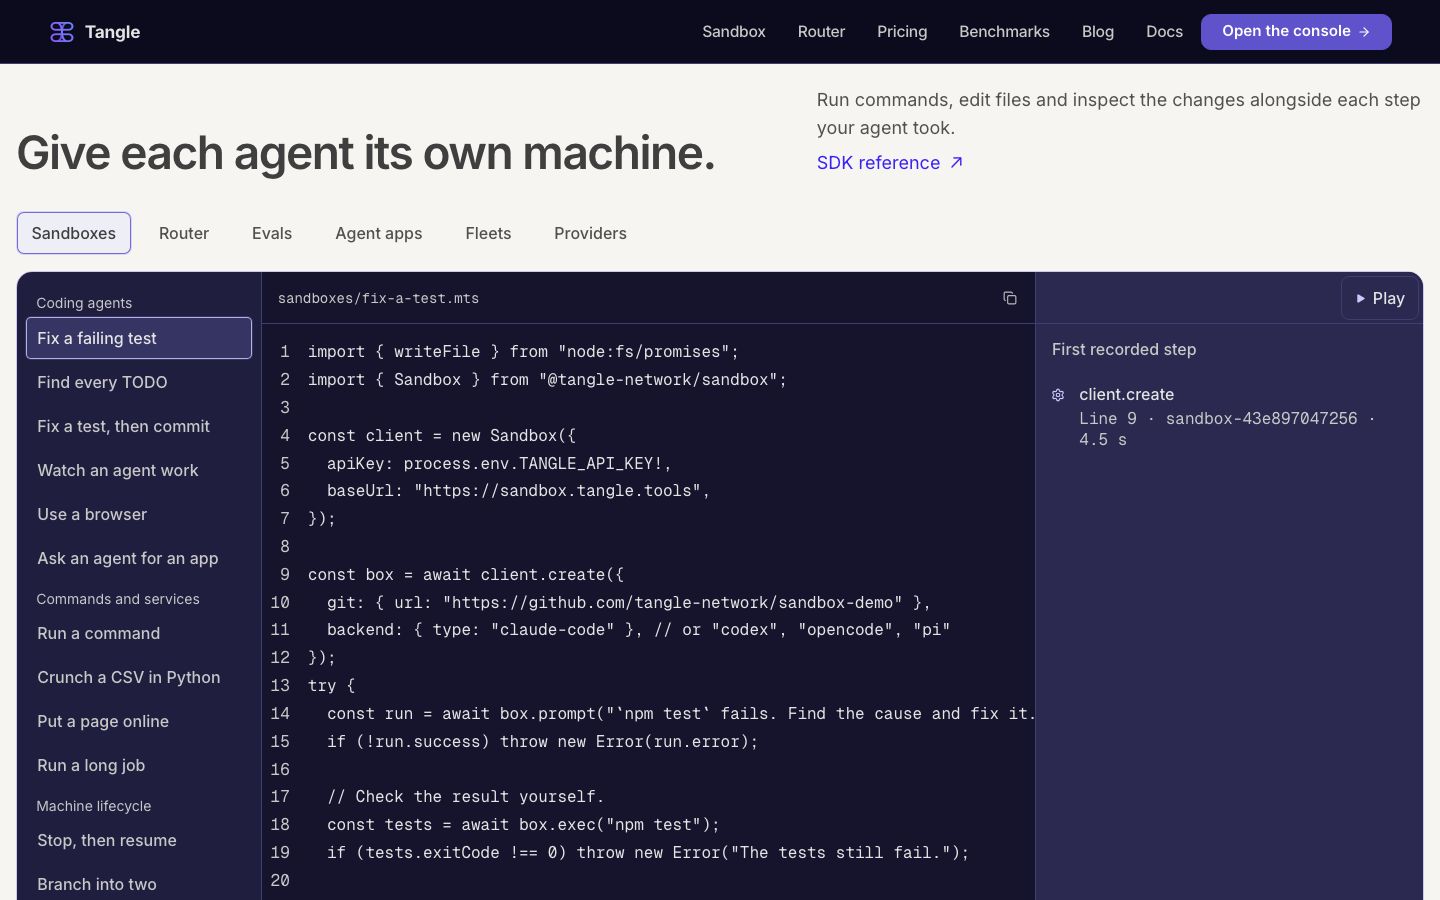 Tangle
Sandbox
Router
Pricing
Benchmarks
Blog
Docs
Open the console →
Give each agent its own machine.
Run commands, edit files and inspect the changes alongside each step
your agent took.
SDK reference ↗
Sandboxes
Router
Evals
Agent apps
Fleets
Providers
Coding agents
Fix a failing test
Find every TODO
Fix a test, then commit
Watch an agent work
Use a browser
Ask an agent for an app
Commands and services
Run a command
Crunch a CSV in Python
Put a page online
Run a long job
Machine lifecycle
Stop, then resume
Branch into two
sandboxes/fix-a-test.mts
1 import { writeFile } from "node:fs/promises";
2 import { Sandbox } from "@tangle-network/sandbox";
3
4 const client = new Sandbox({
5   apiKey: process.env.TANGLE_API_KEY!,
6   baseUrl: "https://sandbox.tangle.tools",
7 });
8
9 const box = await client.create({
10   git: { url: "https://github.com/tangle-network/sandbox-demo" },
11   backend: { type: "claude-code" }, // or "codex", "opencode", "pi"
12 });
13 try {
14   const run = await box.prompt("`npm test` fails. Find the cause and fix it.
15   if (!run.success) throw new Error(run.error);
16
17   // Check the result yourself.
18   const tests = await box.exec("npm test");
19   if (tests.exitCode !== 0) throw new Error("The tests still fail.");
20
Play
First recorded step
client.create
Line 9 · sandbox-43e897047256 ·
4.5 s